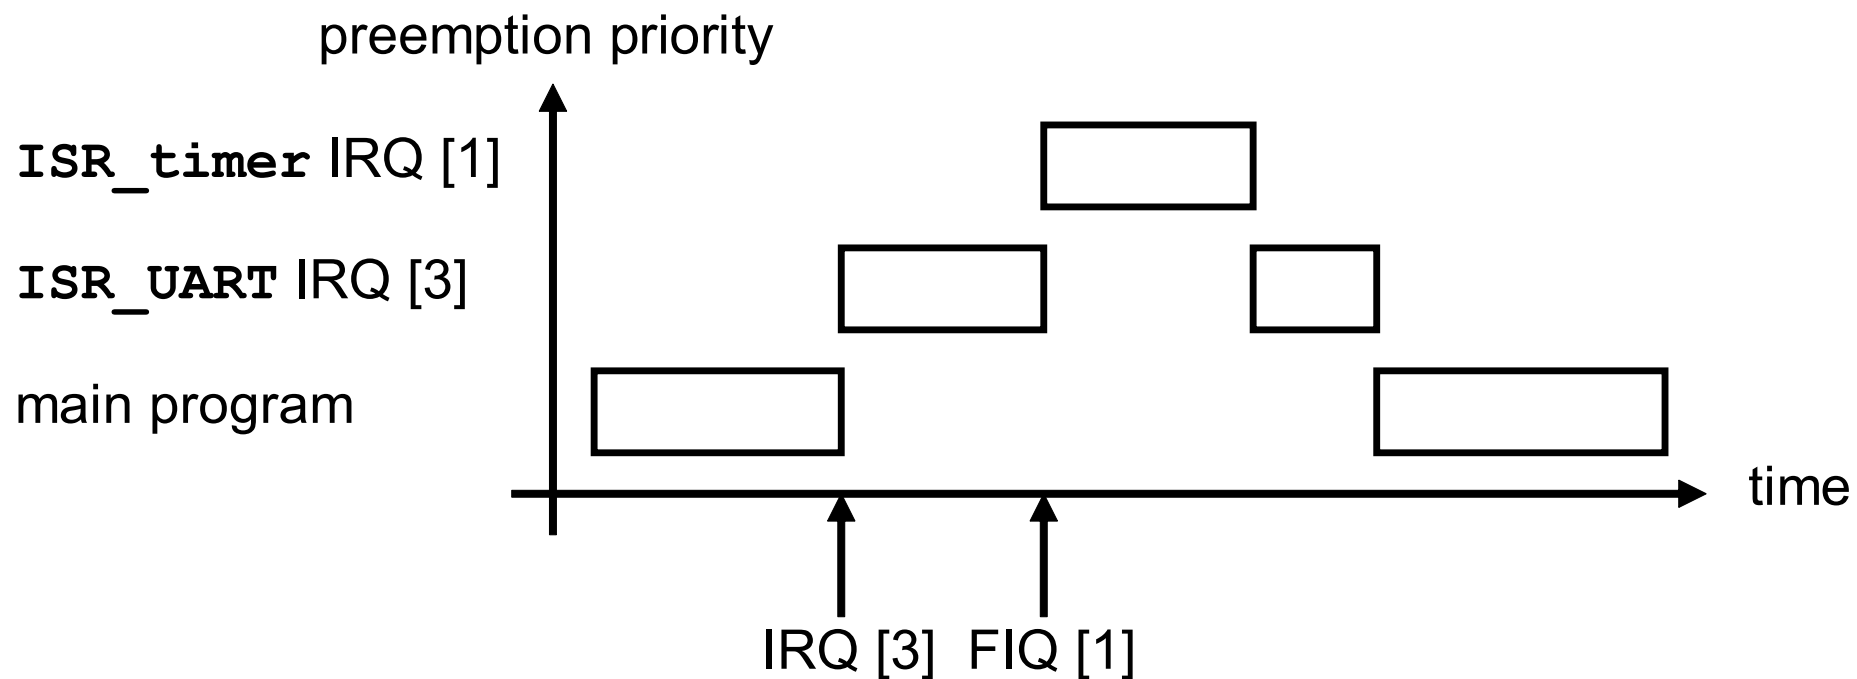 preemption priority
ISR_timer IRQ [1]
ISR_UART IRQ [3]
main program
time
IRQ [3] FIQ [1]